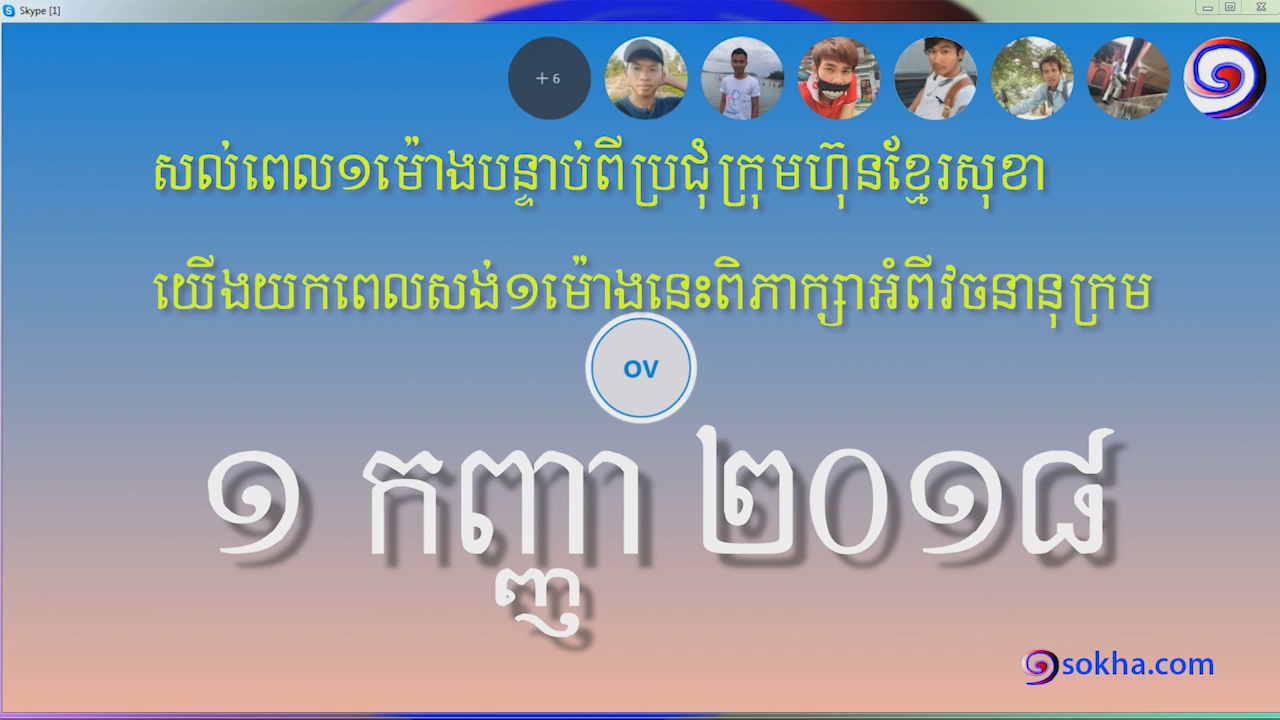 Skype [1]
+ 6
សល់ពេល១ម៉ោងបន្ទាប់ពីប្រជុំក្រុមហ៊ុនខ្មែរសុខា
យើងយកពេលសង់១ម៉ោងនេះពិភាក្សាអំពីវចនានុក្រម
OV
១ កញ្ញា ២០១៨
sokha.com